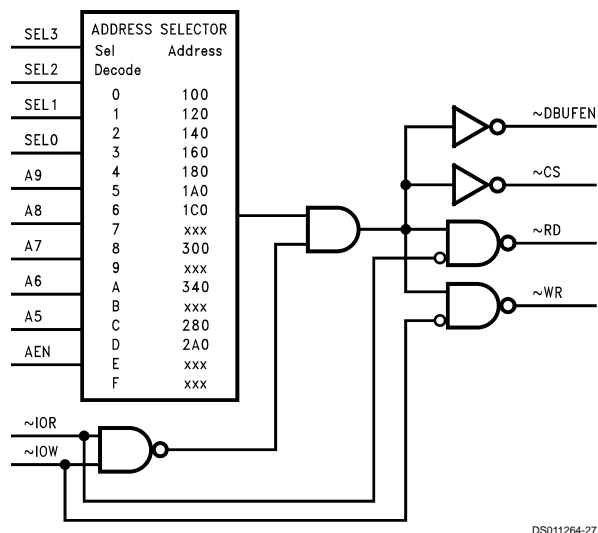 SEL3
SEL2
SEL1
SEL0
A9
A8
A7
A6
A5
AEN
~IOR
~IOW
ADDRESS SELECTOR
Sel Address
Decode
0 100
1 120
2 140
3 160
4 180
5 1A0
6 1C0
7 xxx
8 300
9 xxx
A 340
B xxx
C 280
D 2A0
E xxx
F xxx
~DBUFEN
~CS
~RD
~WR
DS011264-27